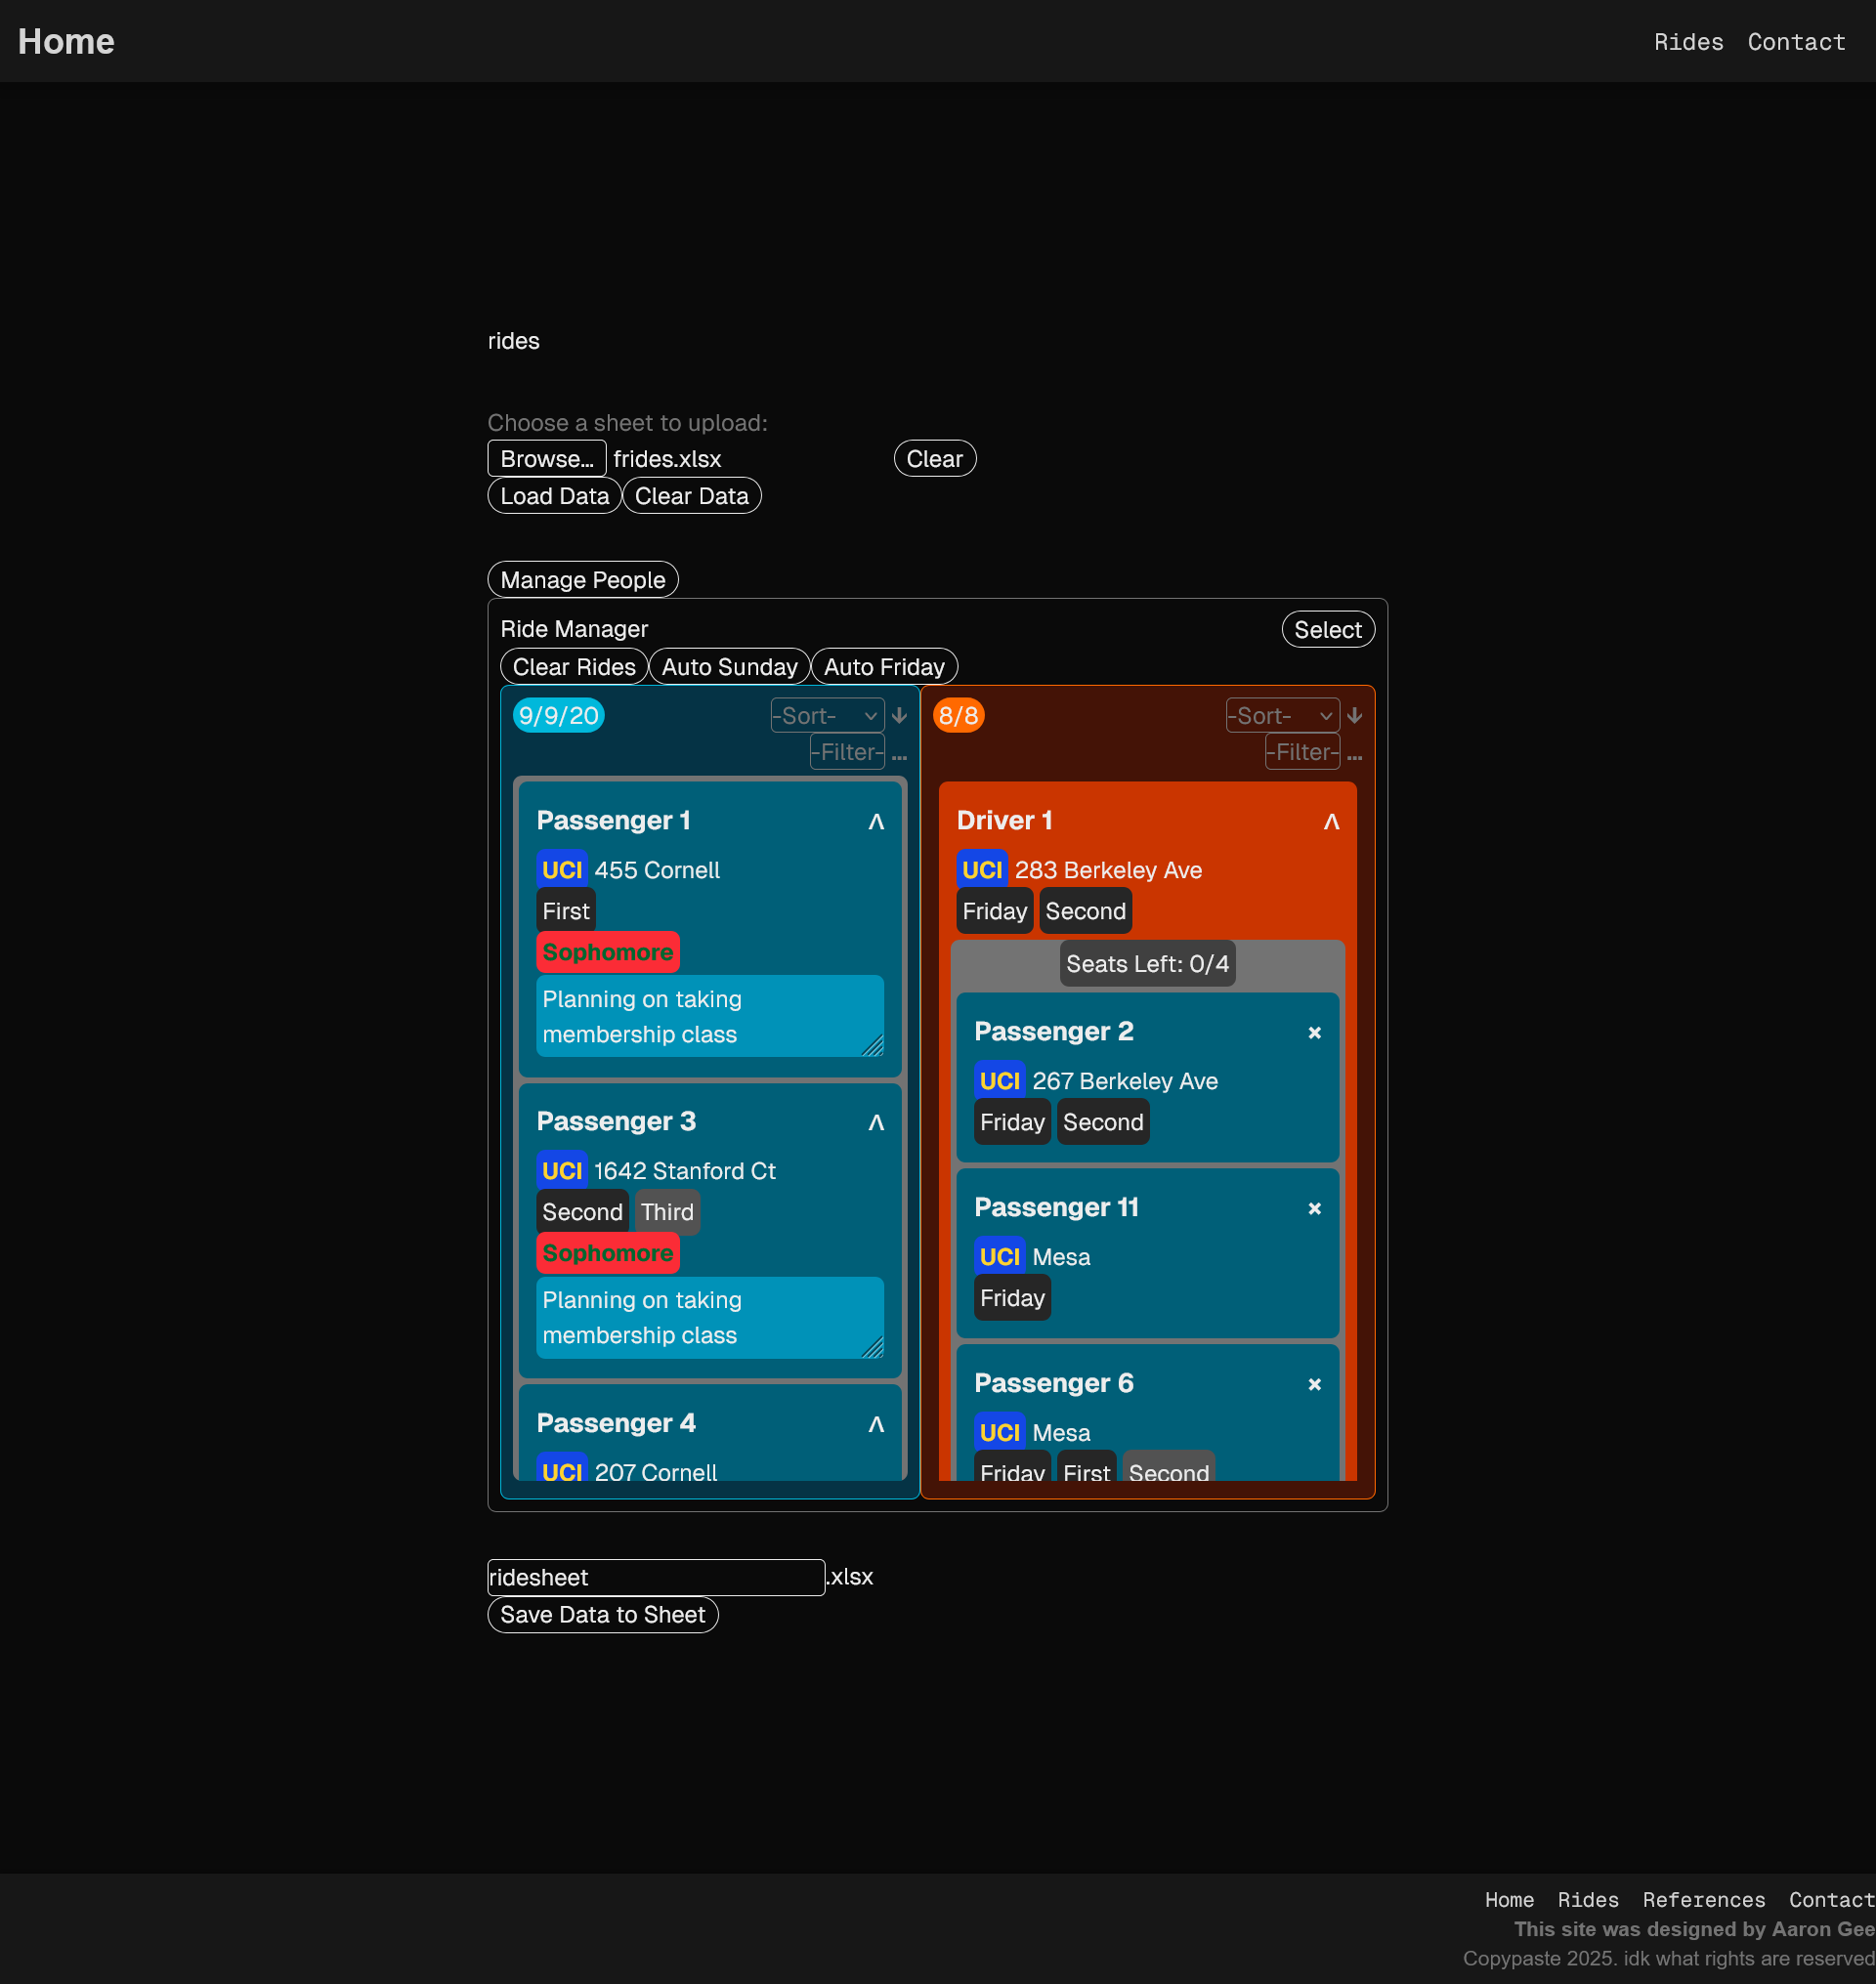 Home
Rides Contact
rides
Choose a sheet to upload:
Browse... frides.xlsx Clear
Load Data Clear Data
Manage People
Ride Manager Select
Clear Rides Auto Sunday Auto Friday
9/9/20 -Sort- ↓
-Filter- ...
Passenger 1
UCI 455 Cornell
First
Sophomore
Planning on taking
membership class
Passenger 3
UCI 1642 Stanford Ct
Second Third
Sophomore
Planning on taking
membership class
Passenger 4
UCI 207 Cornell
8/8 -Sort- ↓
-Filter- ...
Driver 1
UCI 283 Berkeley Ave
Friday Second
Seats Left: 0/4
Passenger 2 ×
UCI 267 Berkeley Ave
Friday Second
Passenger 11 ×
UCI Mesa
Friday
Passenger 6 ×
UCI Mesa
Friday First Second
ridesheet .xlsx
Save Data to Sheet
Home Rides References Contact
This site was designed by Aaron Gee
Copypaste 2025. idk what rights are reserved